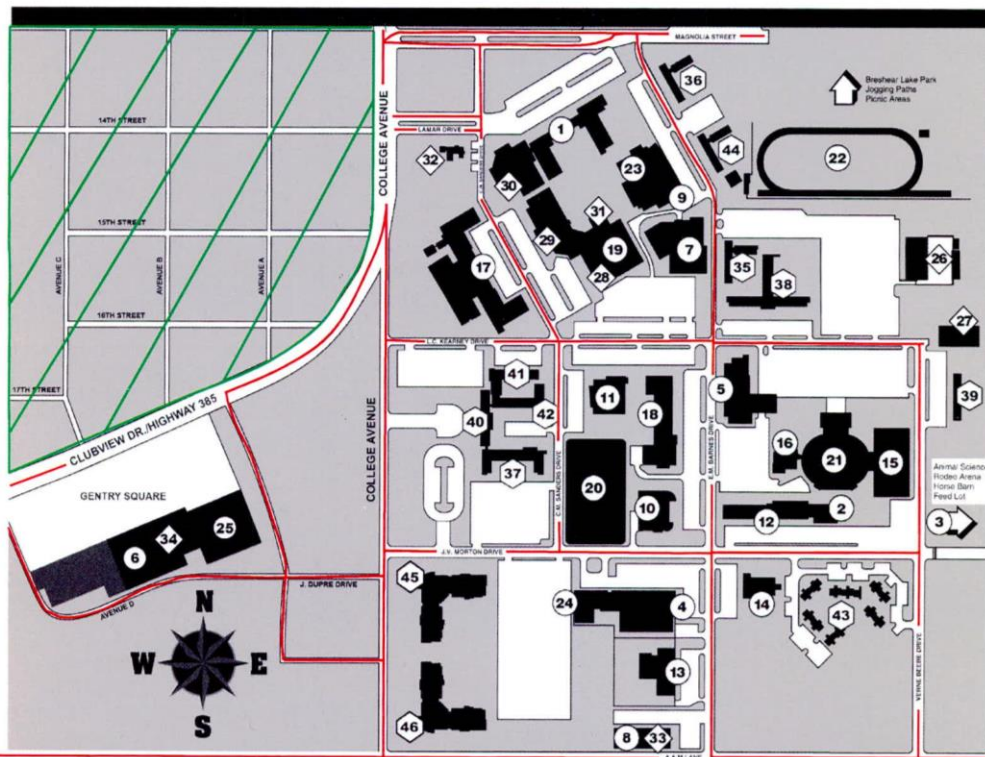 MAGNOLIA STREET
36
Breshear Lake Park
Jogging Paths
Picnic Areas
14TH STREET
COLLEGE AVENUE
LAMAR DRIVE
1
44
22
32
23
30
9
31
15TH STREET
29
19
7
AVENUE C
AVENUE B
AVENUE A
17
28
35
38
26
16TH STREET
27
L.C. KEARNEY DRIVE
17TH STREET
41
5
39
CLUBVIEW DR./HIGHWAY 385
40
42
11
18
COLLEGE AVENUE
16
21
15
37
C.M. SANDERS DRIVE
E.M. BARNES DRIVE
GENTRY SQUARE
20
Animal Scienc
Rodeo Arena
Horse Barn
Feed Lot
34
25
10
12
2
3
6
J.V. MORTON DRIVE
45
J. DUPRE DRIVE
AVENUE D
24
4
14
43
N
W
E
S
13
VERNE BEEBE DRIVE
46
8
33